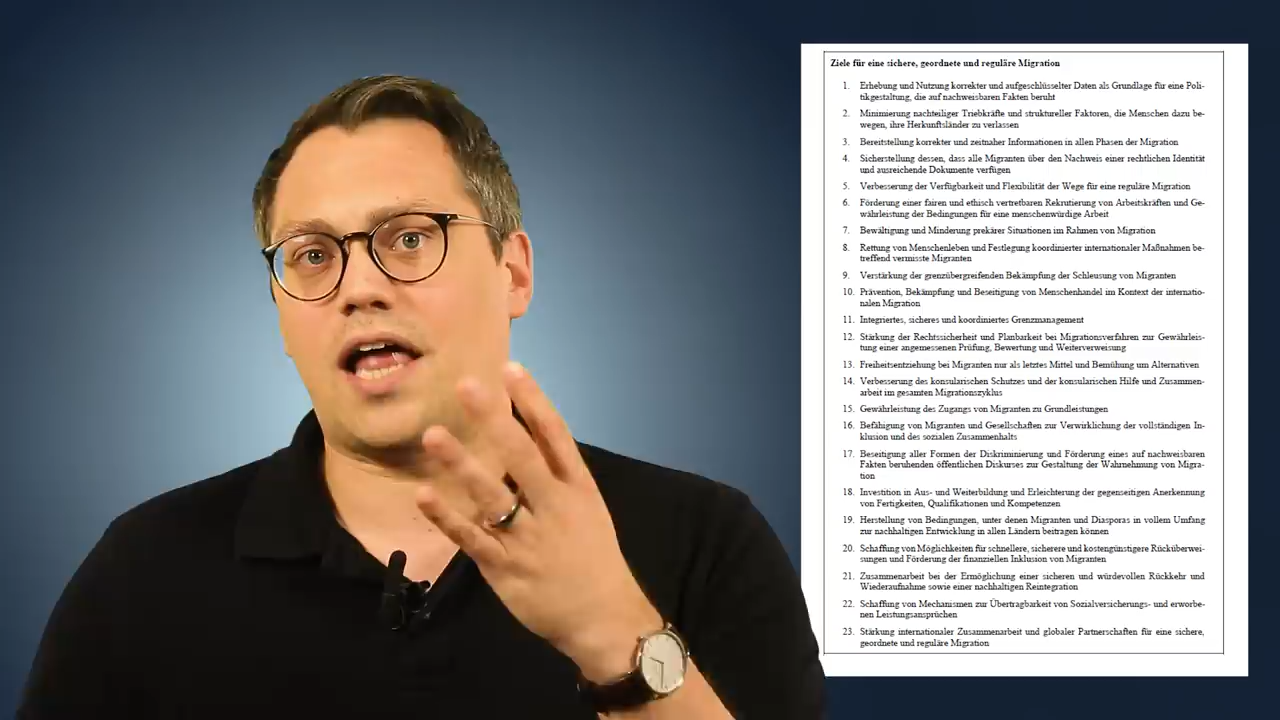 Ziele für eine sichere, geordnete und reguläre Migration
1. Erhebung und Nutzung korrekter und aufgeschlüsselter Daten als Grundlage für eine Poli-
tikgestaltung, die auf nachweisbaren Fakten beruht
2. Minimierung nachteiliger Triebkräfte und struktureller Faktoren, die Menschen dazu be-
wegen, ihre Herkunftsländer zu verlassen
3. Bereitstellung korrekter und zeitnaher Informationen in allen Phasen der Migration
4. Sicherstellung dessen, dass alle Migranten über den Nachweis einer rechtlichen Identität
und ausreichende Dokumente verfügen
5. Verbesserung der Verfügbarkeit und Flexibilität der Wege für eine reguläre Migration
6. Förderung einer fairen und ethisch vertretbaren Rekrutierung von Arbeitskräften und Ge-
währleistung der Bedingungen für eine menschenwürdige Arbeit
7. Bewältigung und Minderung prekärer Situationen im Rahmen von Migration
8. Rettung von Menschenleben und Festlegung koordinierter internationaler Maßnahmen be-
treffend vermisste Migranten
9. Verstärkung der grenzübergreifenden Bekämpfung der Schleusung von Migranten
10. Prävention, Bekämpfung und Beseitigung von Menschenhandel im Kontext der internatio-
nalen Migration
11. Integriertes, sicheres und koordiniertes Grenzmanagement
12. Stärkung der Rechtssicherheit und Planbarkeit bei Migrationsverfahren zur Gewährleis-
tung einer angemessenen Prüfung, Bewertung und Weiterverweisung
13. Freiheitsentziehung bei Migranten nur als letztes Mittel und Bemühung um Alternativen
14. Verbesserung des konsularischen Schutzes und der konsularischen Hilfe und Zusammen-
arbeit im gesamten Migrationszyklus
15. Gewährleistung des Zugangs von Migranten zu Grundleistungen
16. Befähigung von Migranten und Gesellschaften zur Verwirklichung der vollständigen In-
klusion und des sozialen Zusammenhalts
17. Beseitigung aller Formen der Diskriminierung und Förderung eines auf nachweisbaren
Fakten beruhenden öffentlichen Diskurses zur Gestaltung der Wahrnehmung von Migra-
tion
18. Investition in Aus- und Weiterbildung und Erleichterung der gegenseitigen Anerkennung
von Fertigkeiten, Qualifikationen und Kompetenzen
19. Herstellung von Bedingungen, unter denen Migranten und Diasporas in vollem Umfang
zur nachhaltigen Entwicklung in allen Ländern beitragen können
20. Schaffung von Möglichkeiten für schnellere, sicherere und kostengünstigere Rücküberwei-
sungen und Förderung der finanziellen Inklusion von Migranten
21. Zusammenarbeit bei der Ermöglichung einer sicheren und würdevollen Rückkehr und
Wiederaufnahme sowie einer nachhaltigen Reintegration
22. Schaffung von Mechanismen zur Übertragbarkeit von Sozialversicherungs- und erworbe-
nen Leistungsansprüchen
23. Stärkung internationaler Zusammenarbeit und globaler Partnerschaften für eine sichere,
geordnete und reguläre Migration